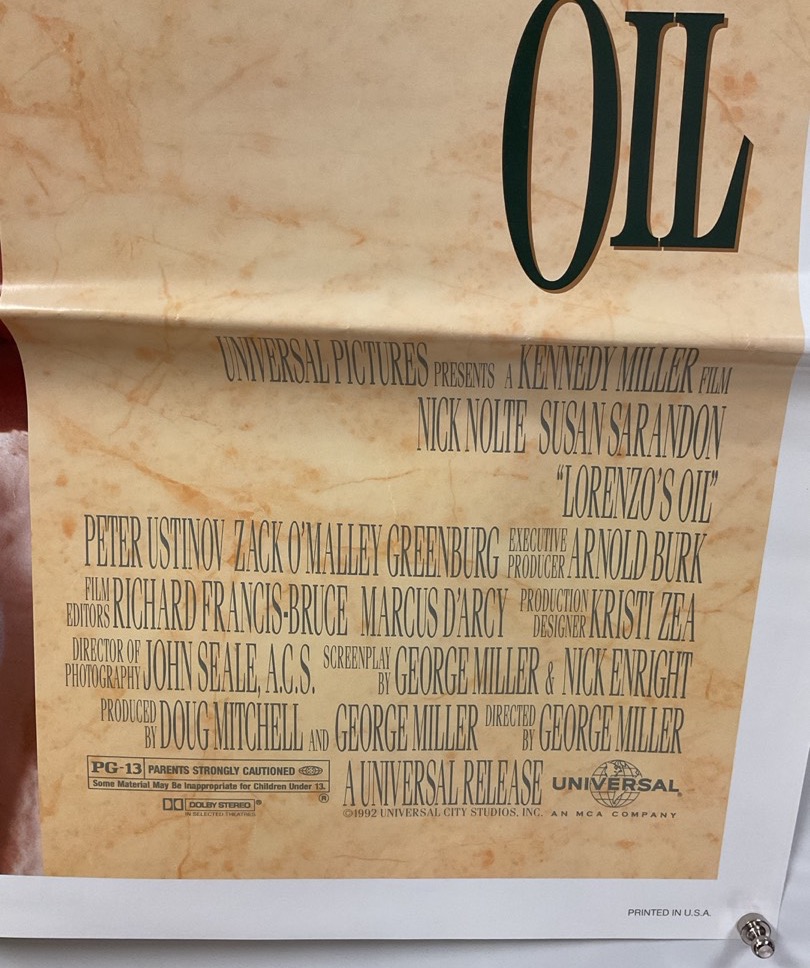 OIL
UNIVERSAL PICTURES PRESENTS A KENNEDY MILLER FILM
NICK NOLTE SUSAN SARANDON
"LORENZO'S OIL"
PETER USTINOV ZACK O'MALLEY GREENBURG EXECUTIVE PRODUCER ARNOLD BURK
FILM EDITORS RICHARD FRANCIS-BRUCE MARCUS D'ARCY PRODUCTION DESIGNER KRISTI ZEA
DIRECTOR OF PHOTOGRAPHY JOHN SEALE, A.C.S. SCREENPLAY BY GEORGE MILLER & NICK ENRIGHT
PRODUCED BY DOUG MITCHELL AND GEORGE MILLER DIRECTED BY GEORGE MILLER
PG-13 PARENTS STRONGLY CAUTIONED
Some Material May Be Inappropriate for Children Under 13. ®
DOLBY STEREO ®
IN SELECTED THEATRES
A UNIVERSAL RELEASE
©1992 UNIVERSAL CITY STUDIOS, INC.
UNIVERSAL
AN MCA COMPANY
PRINTED IN U.S.A.